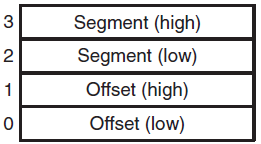 3 Segment (high)
2 Segment (low)
1 Offset (high)
0 Offset (low)